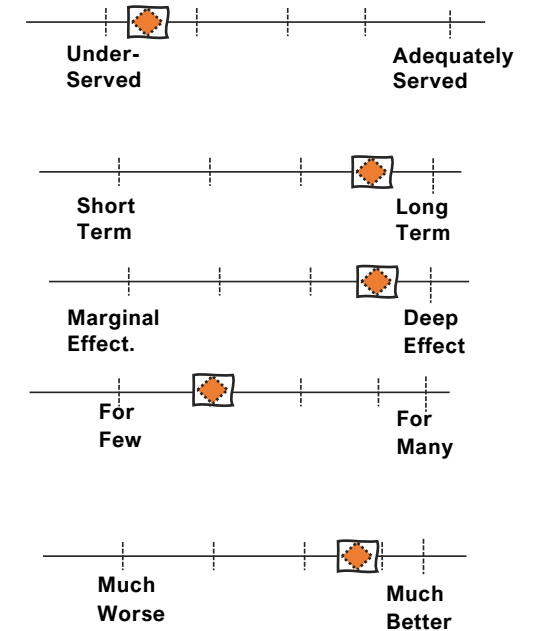 Under-
Served
Adequately
Served
Short
Term
Long
Term
Marginal
Effect.
Deep
Effect
For
Few
For
Many
Much
Worse
Much
Better